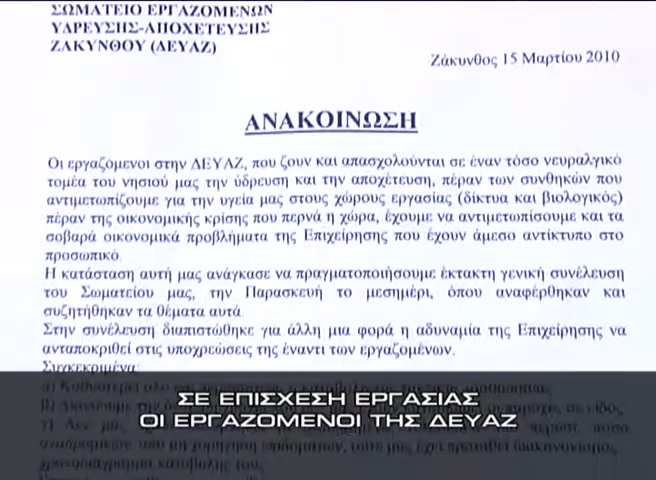 ΣΩΜΑΤΕΙΟ ΕΡΓΑΖΟΜΕΝΩΝ
ΥΔΡΕΥΣΗΣ-ΑΠΟΧΕΤΕΥΣΗΣ
ΖΑΚΥΝΘΟΥ (ΔΕΥΑΖ)
Ζάκυνθος 15 Μαρτίου 2010
ΑΝΑΚΟΙΝΩΣΗ
Οι εργαζόμενοι στην ΔΕΥΑΖ, που ζουν και απασχολούνται σε έναν τόσο νευραλγικό
τομέα του νησιού μας την ύδρευση και την αποχέτευση, πέραν των συνθηκών που
αντιμετωπίζουμε για την υγεία μας στους χώρους εργασίας (δίκτυα και βιολογικός)
πέραν της οικονομικής κρίσης που περνά η χώρα, έχουμε να αντιμετωπίσουμε και τα
σοβαρά οικονομικά προβλήματα της Επιχείρησης που έχουν άμεσο αντίκτυπο στο
προσωπικό.
Η κατάσταση αυτή μας ανάγκασε να πραγματοποιήσουμε έκτακτη γενική συνέλευση
του Σωματείου μας, την Παρασκευή το μεσημέρι, όπου αναφέρθηκαν και
συζητήθηκαν τα θέματα αυτά.
Στην συνέλευση διαπιστώθηκε για άλλη μια φορά η αδυναμία της Επιχείρησης να
ανταποκριθεί στις υποχρεώσεις της έναντι των εργαζομένων.
Συγκεκριμένα
ΣΕ ΕΠΙΣΧΕΣΗ ΕΡΓΑΣΙΑΣ
ΟΙ ΕΡΓΑΖΟΜΕΝΟΙ ΤΗΣ ΔΕΥΑΖ
χρονοδιάγραμμα καταβολής του.